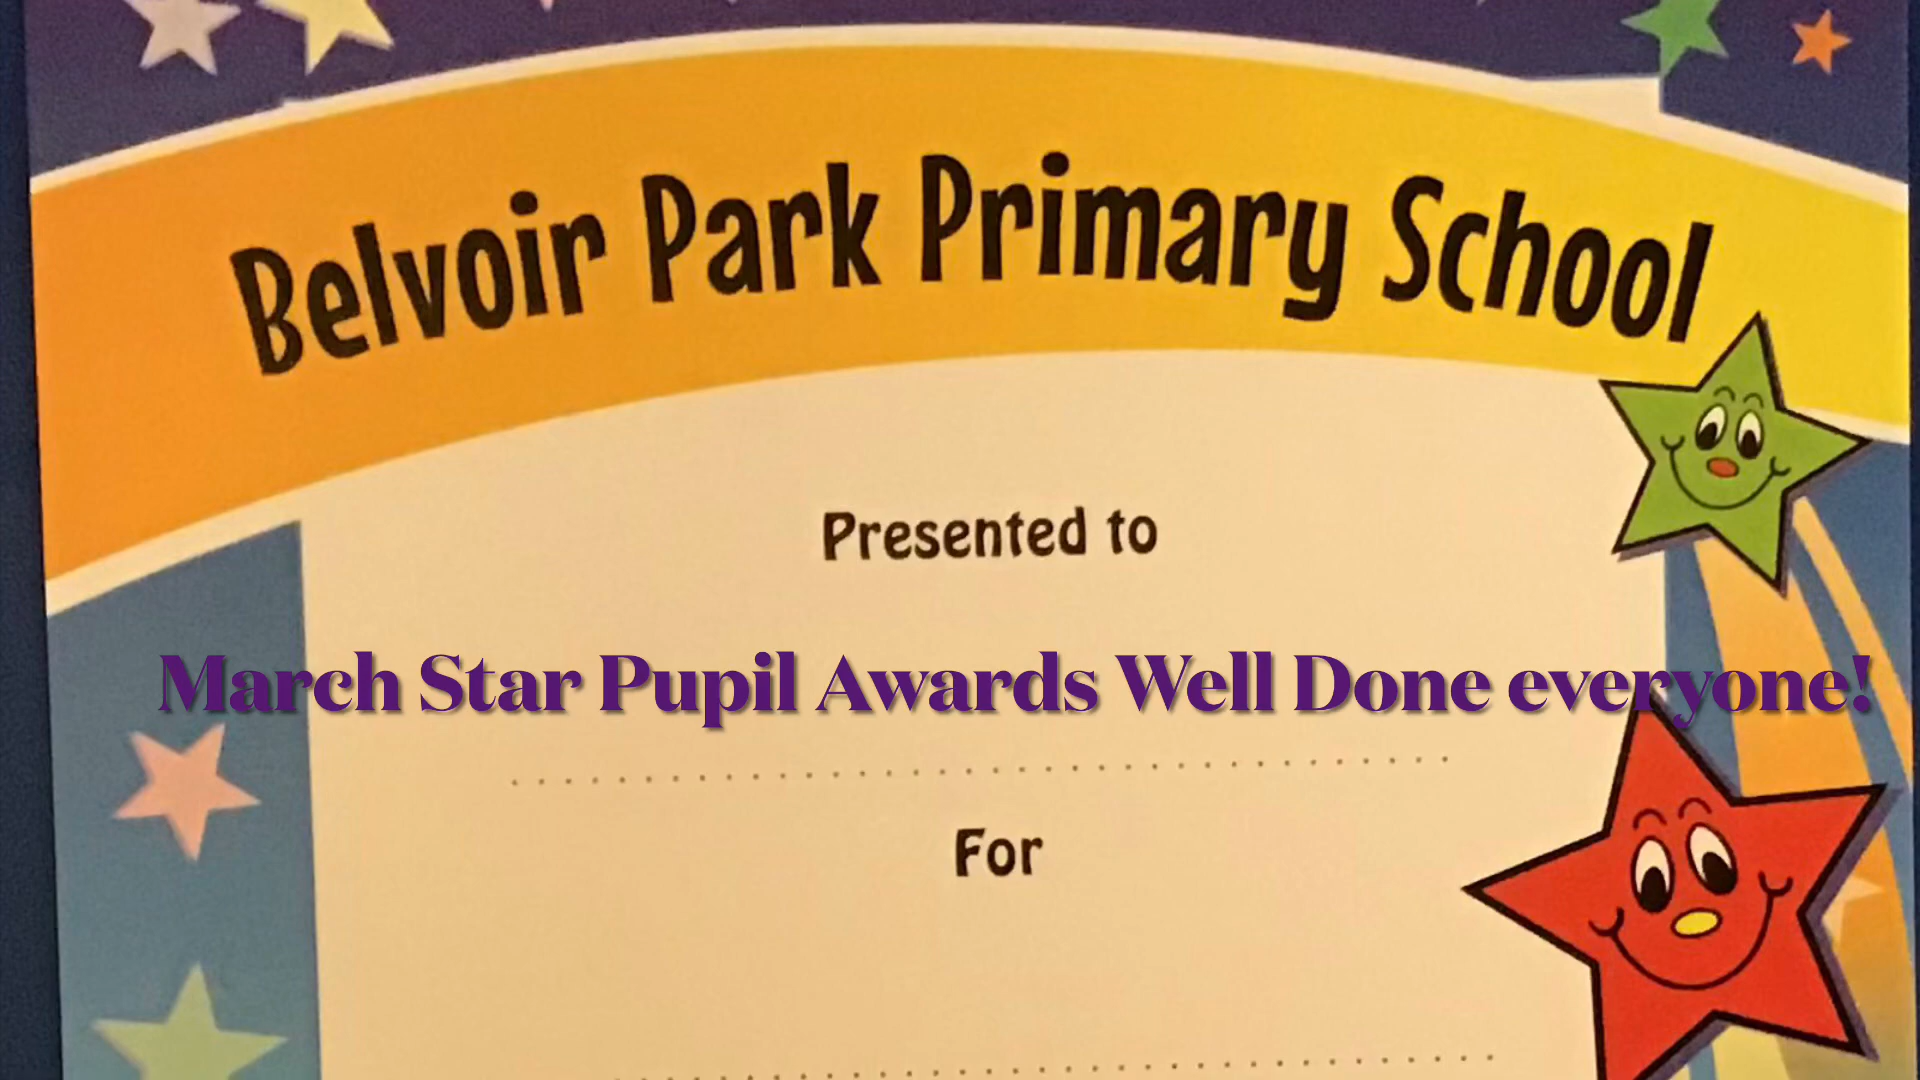 Belvoir Park Primary School
Presented to
March Star Pupil Awards Well Done everyone!
For